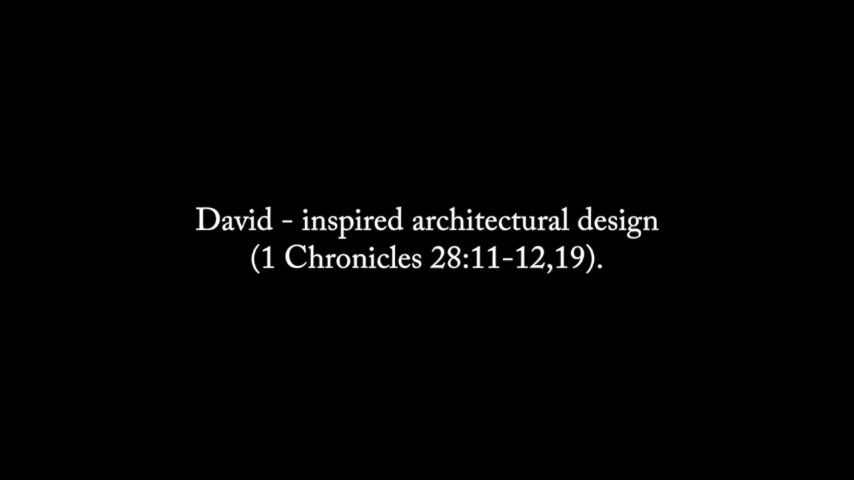 David - inspired architectural design
(1 Chronicles 28:11-12,19).